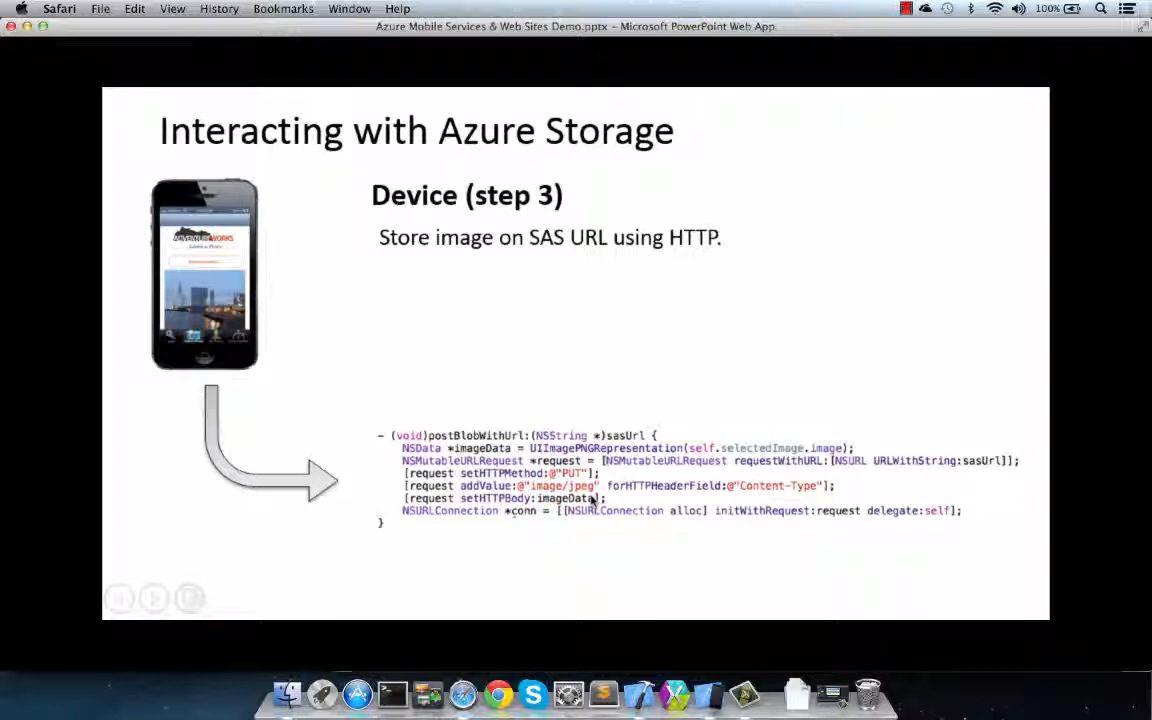 Safari File Edit View History Bookmarks Window Help 100%
Azure Mobile Services & Web Sites Demo.pptx – Microsoft PowerPoint Web App
Interacting with Azure Storage
Device (step 3)
ADVENTURE WORKS
Store image on SAS URL using HTTP.
- (void)postBlobWithUrl:(NSString *)sasUrl {
NSData *imageData = UIImagePNGRepresentation(self.selectedImage.image);
NSMutableURLRequest *request = [NSMutableURLRequest requestWithURL:[NSURL URLWithString:sasUrl]];
[request setHTTPMethod:@"PUT"];
[request addValue:@"image/jpeg" forHTTPHeaderField:@"Content-Type"];
[request setHTTPBody:imageData];
NSURLConnection *conn = [[NSURLConnection alloc] initWithRequest:request delegate:self];
}